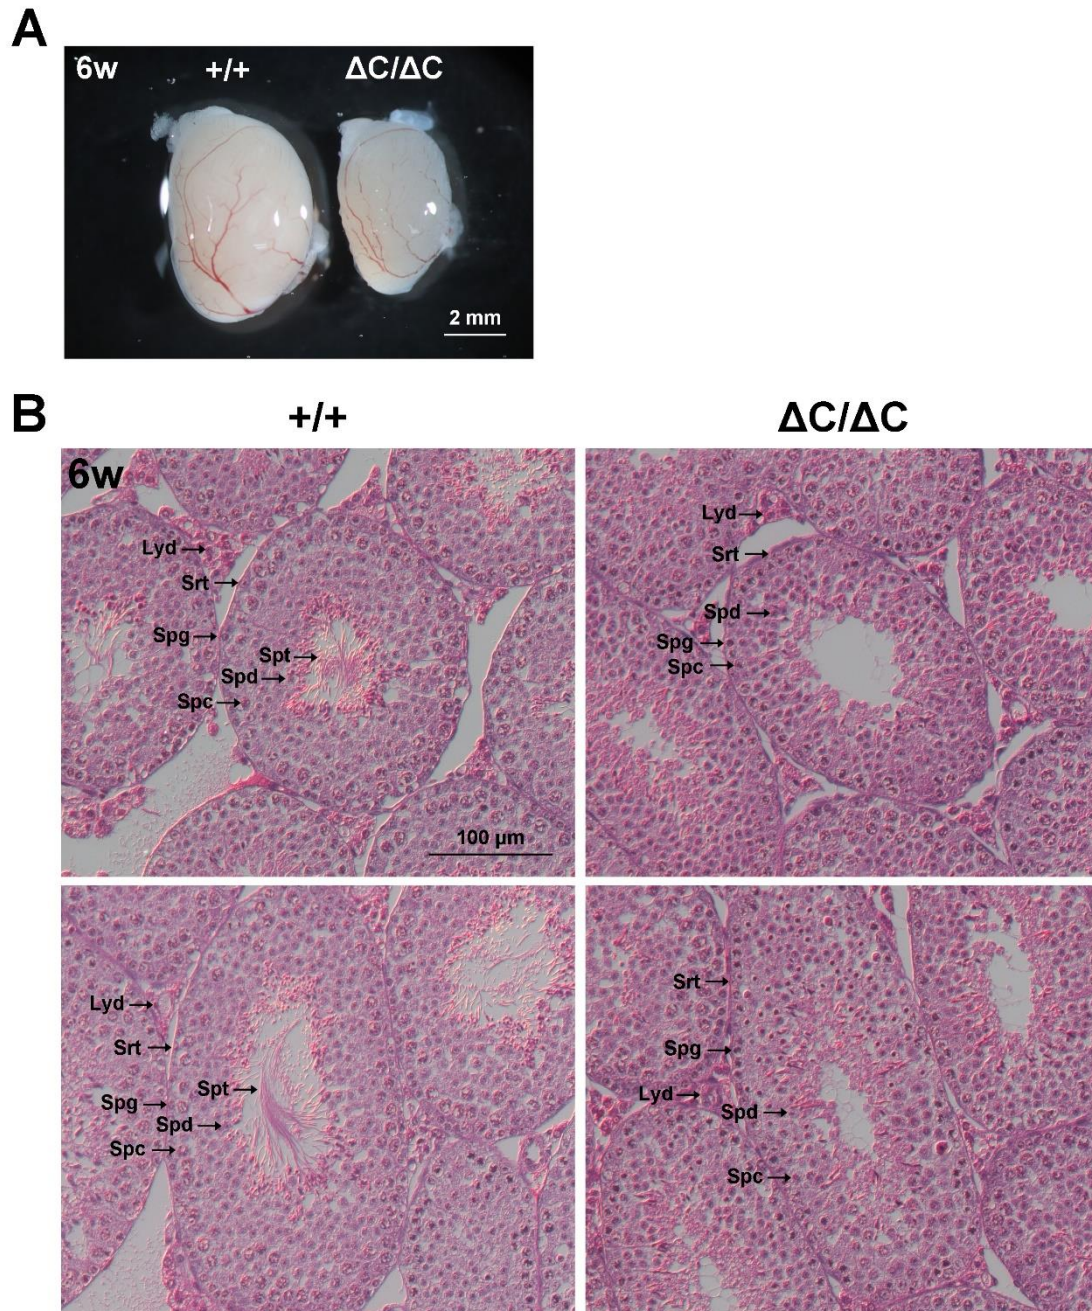 A
6w +/+ ΔC/ΔC
2 mm
B
+/+ ΔC/ΔC
6w
Lyd
Srt
Spg
Spt
Spd
Spc
100 µm
Lyd
Srt
Spd
Spg
Spc
Lyd
Srt
Spt
Spg
Spd
Spc
Srt
Spg
Lyd
Spd
Spc